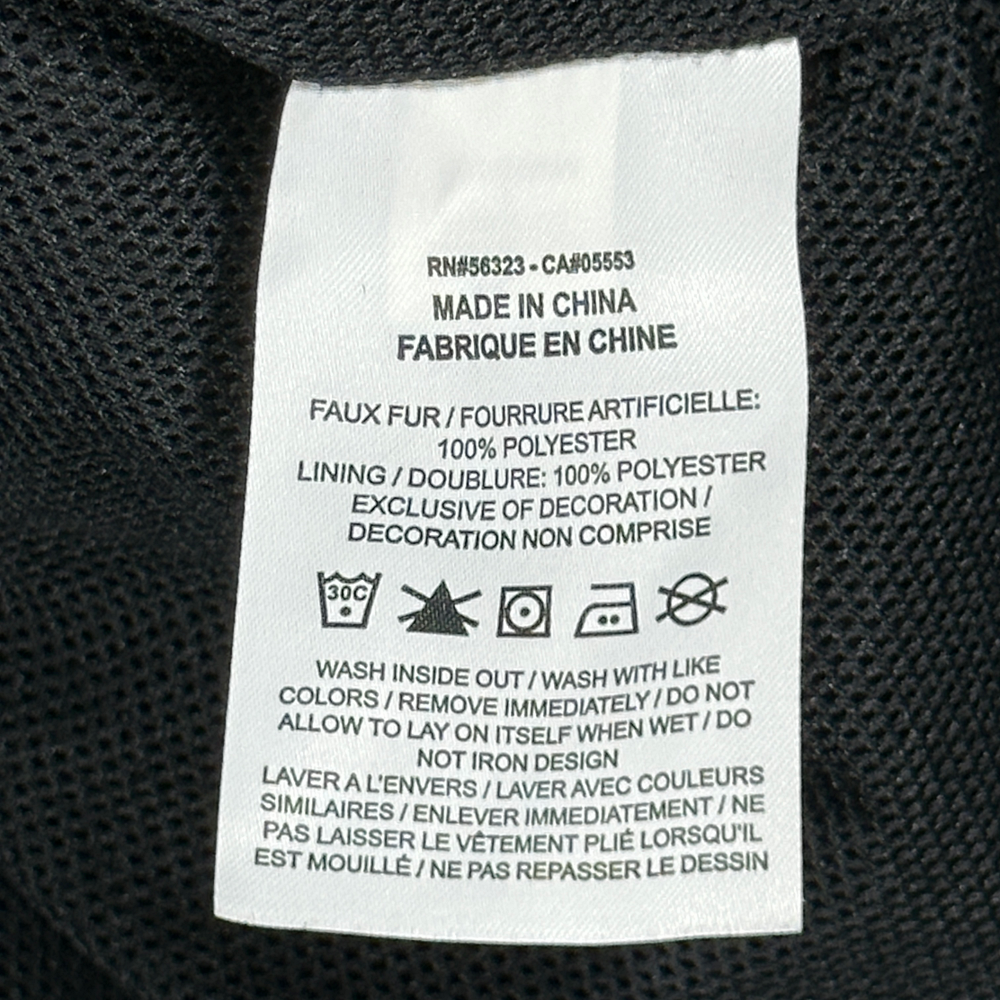 RN#56323 - CA#05553
MADE IN CHINA
FABRIQUE EN CHINE
FAUX FUR / FOURRURE ARTIFICIELLE:
100% POLYESTER
LINING / DOUBLURE: 100% POLYESTER
EXCLUSIVE OF DECORATION /
DECORATION NON COMPRISE
30C
WASH INSIDE OUT / WASH WITH LIKE
COLORS / REMOVE IMMEDIATELY / DO NOT
ALLOW TO LAY ON ITSELF WHEN WET / DO
NOT IRON DESIGN
LAVER A L'ENVERS / LAVER AVEC COULEURS
SIMILAIRES / ENLEVER IMMEDIATEMENT / NE
PAS LAISSER LE VÊTEMENT PLIÉ LORSQU'IL
EST MOUILLÉ / NE PAS REPASSER LE DESSIN